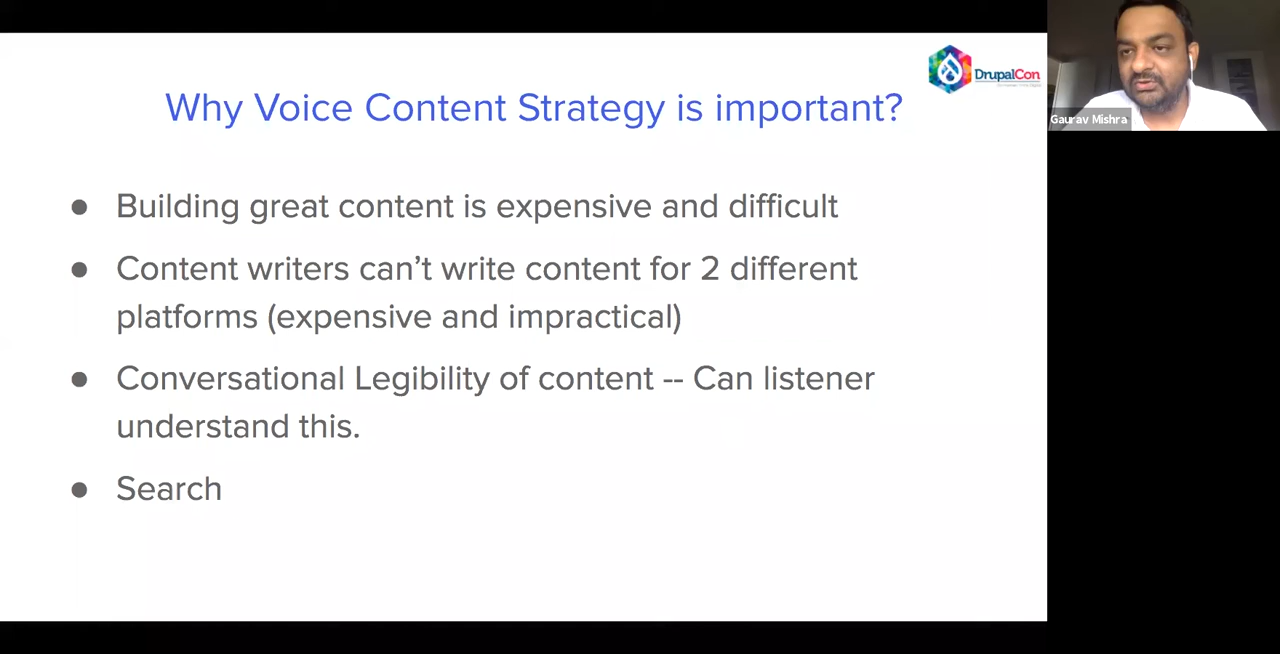 DrupalCon
Why Voice Content Strategy is important?
Gaurav Mishra
● Building great content is expensive and difficult
● Content writers can’t write content for 2 different
platforms (expensive and impractical)
● Conversational Legibility of content -- Can listener
understand this.
● Search